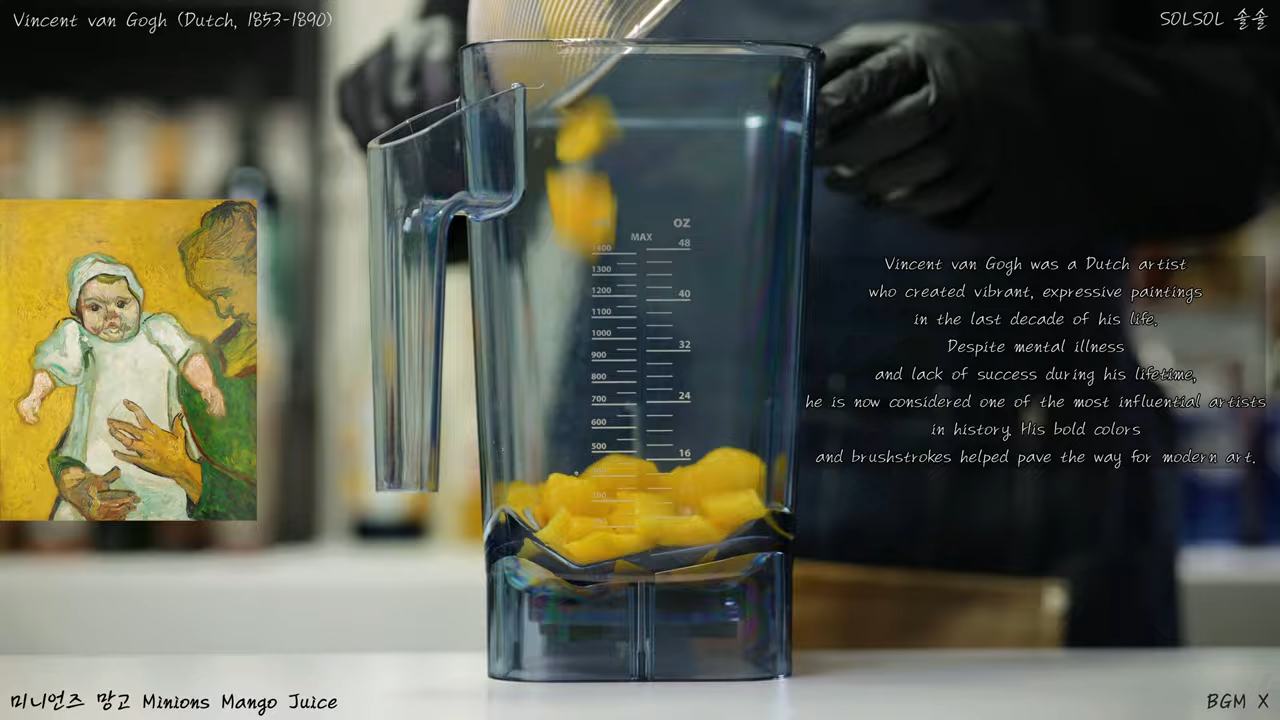 Vincent van Gogh (Dutch, 1853-1890)
SOLSOL 솔솔
OZ
MAX
48
1400
1300
1200
40
1100
1000
32
900
800
24
700
600
500
16
400
300
Vincent van Gogh was a Dutch artist
who created vibrant, expressive paintings
in the last decade of his life.
Despite mental illness
and lack of success during his lifetime,
he is now considered one of the most influential artists
in history. His bold colors
and brushstrokes helped pave the way for modern art.
미니언즈 망고 Minions Mango Juice
BGM X